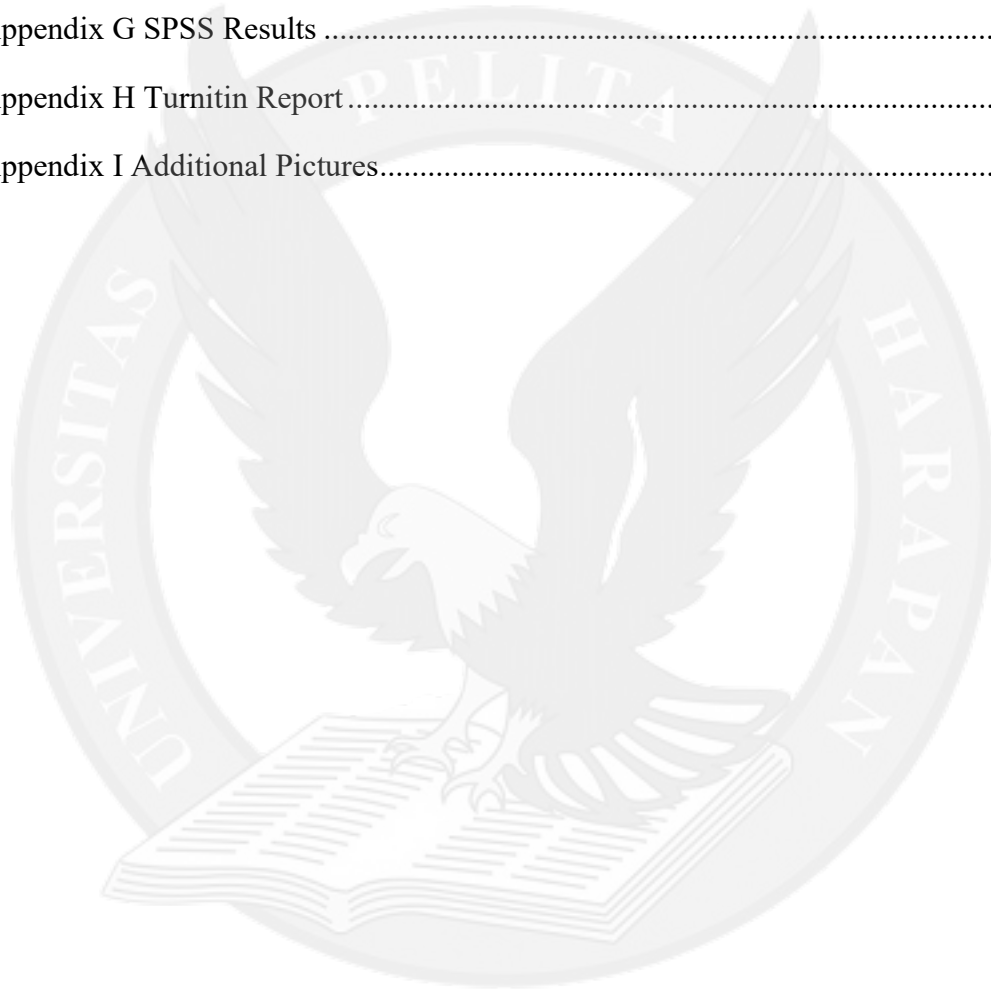 ppendix G SPSS Results ....................................................................................
ppendix H Turnitin Report .................................................................................
ppendix I Additional Pictures.............................................................................
UNIVERSITAS PELITA HARAPAN